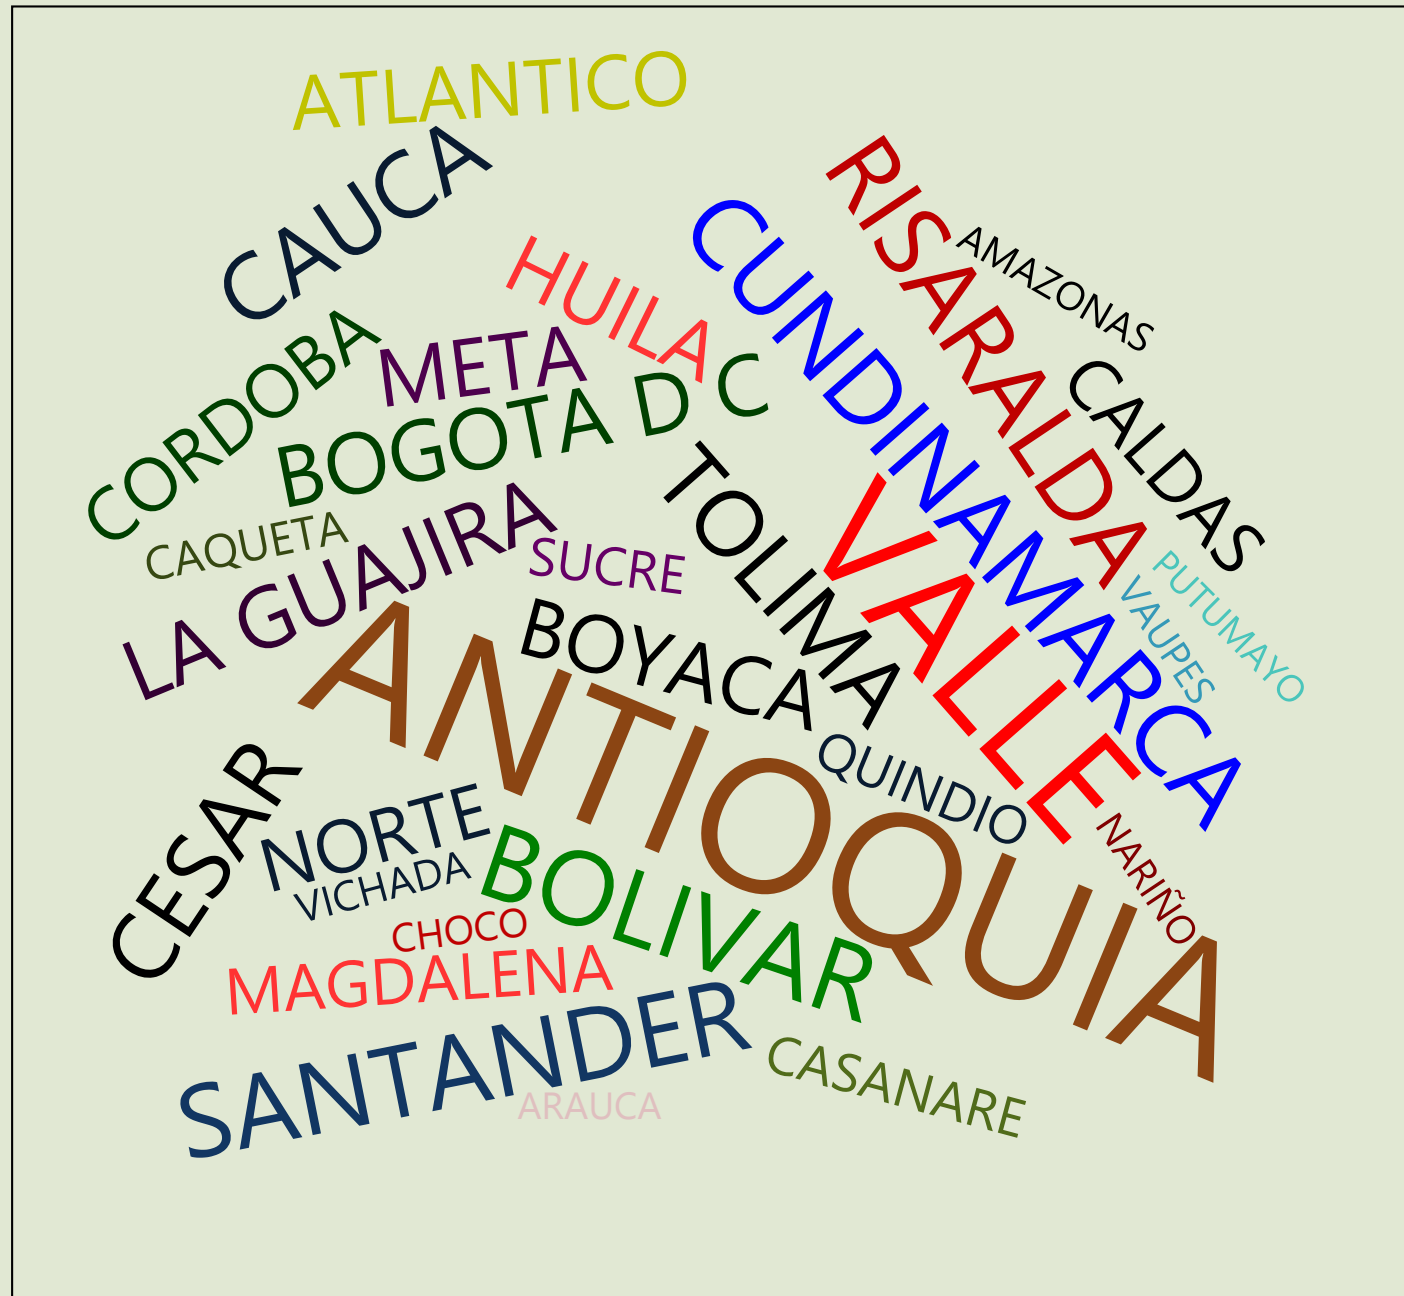 ATLANTICO
CAUCA
RISARALDA
CUNDINAMARCA
AMAZONAS
HUILA
CORDOBA
META
BOGOTA D C
CALDAS
TOLIMA
VALLE
CAQUETA
LA GUAJIRA
SUCRE
PUTUMAYO
VAUPES
BOYACA
ANTIOQUIA
QUINDIO
CESAR
NORTE
VICHADA
BOLIVAR
NARIÑO
CHOCO
MAGDALENA
SANTANDER
CASANARE
ARAUCA